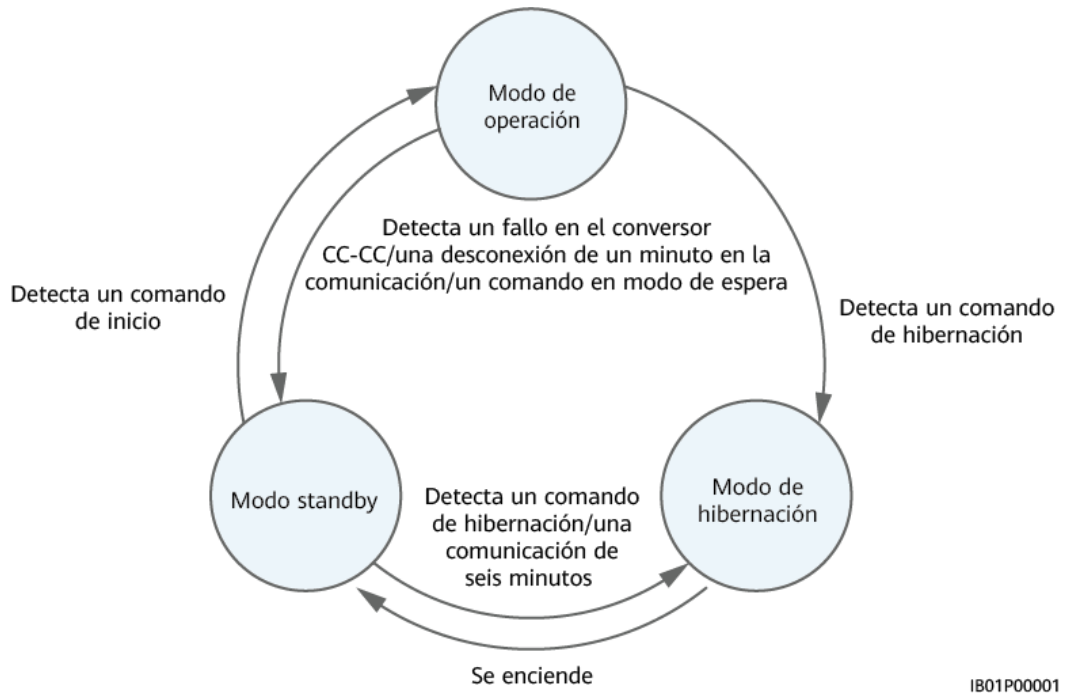 Modo de
operación
Detecta un fallo en el conversor
CC-CC/una desconexión de un minuto en la
comunicación/un comando en modo de espera
Detecta un comando
de inicio
Detecta un comando
de hibernación
Modo standby
Detecta un comando
de hibernación/una
comunicación de
seis minutos
Modo de
hibernación
Se enciende
IB01P00001